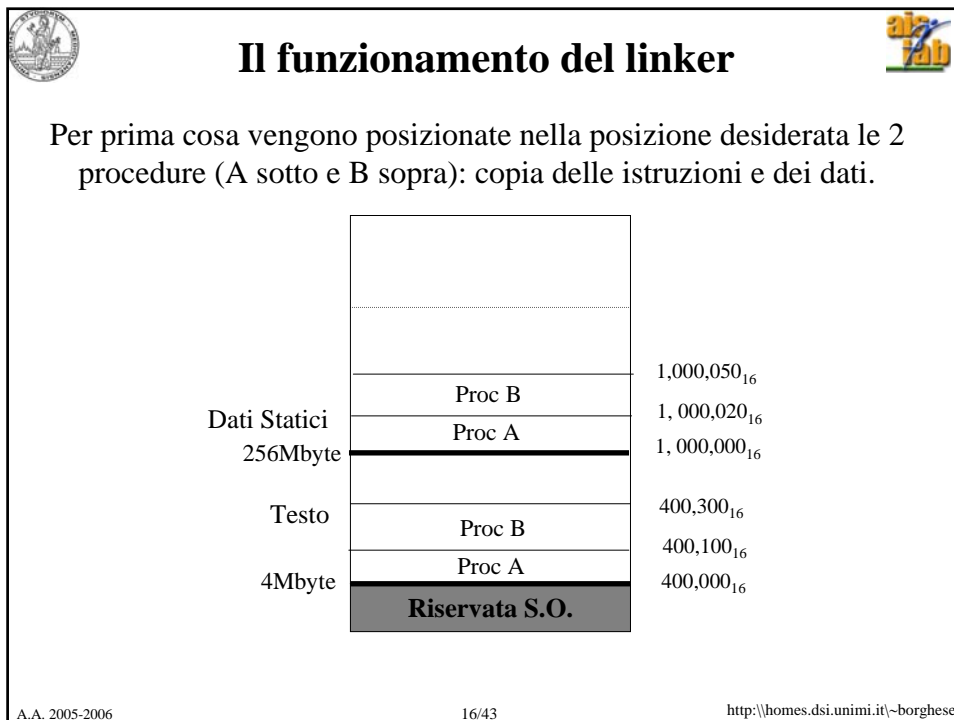 Il funzionamento del linker
ais
lab
Per prima cosa vengono posizionate nella posizione desiderata le 2
procedure (A sotto e B sopra): copia delle istruzioni e dei dati.
1,000,050₁₆
Proc B
1, 000,020₁₆
Dati Statici
Proc A
256Mbyte
1, 000,000₁₆
400,300₁₆
Testo
Proc B
400,100₁₆
Proc A
4Mbyte
400,000₁₆
Riservata S.O.
A.A. 2005-2006
16/43
http:\\homes.dsi.unimi.it\~borghese